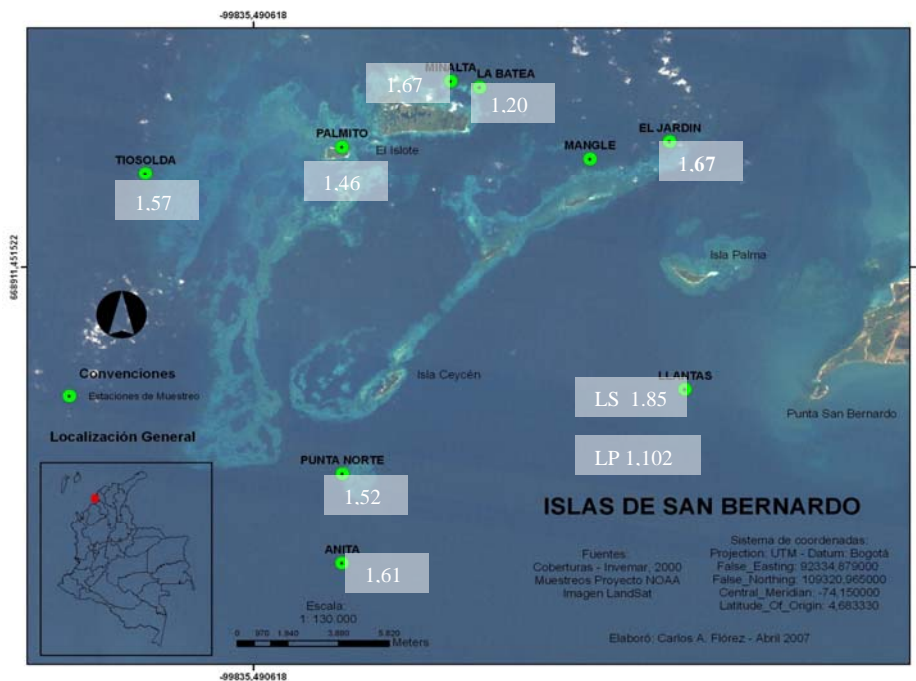 -99835,490618
MINALTA
LA BATEA
1,67
1,20
EL JARDIN
PALMITO
El Islote
MANGLE
TIOSOLDA
1,67
1,46
1,57
Isla Palma
668911,451522
Convenciones
Isla Ceycén
LLANTAS
Estaciones de Muestreo
LS 1.85
Punta San Bernardo
Localización General
LP 1,102
PUNTA NORTE
1,52
ISLAS DE SAN BERNARDO
ANITA
1,61
Fuentes:
Coberturas - Invemar, 2000
Muestreos Proyecto NOAA
Imagen LandSat
Sistema de coordenadas:
Projection: UTM - Datum: Bogotá
False_Easting: 92334,879000
False_Northing: 109320,965000
Central_Meridian: -74,150000
Latitude_Of_Origin: 4,683330
Escala:
1: 130.000
0 970 1.940 3.880 5.820
Meters
Elaboró: Carlos A. Flórez - Abril 2007
-99835,490618